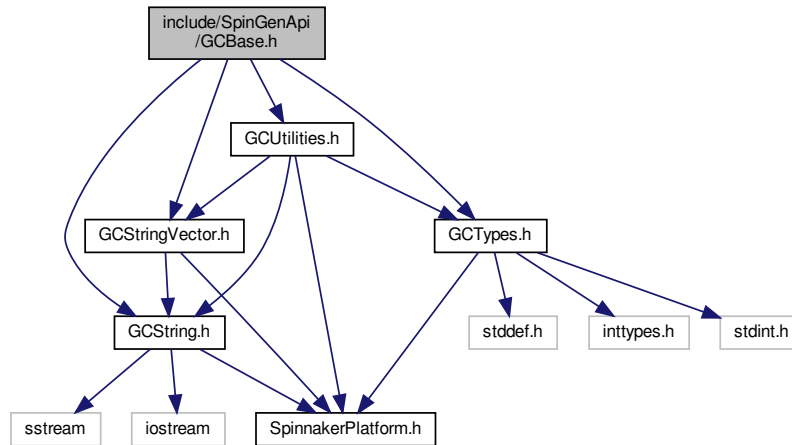 include/SpinGenApi
/GCBase.h
GCUtilities.h
GCStringVector.h
GCTypes.h
GCString.h
stddef.h
inttypes.h
stdint.h
sstream
iostream
SpinnakerPlatform.h